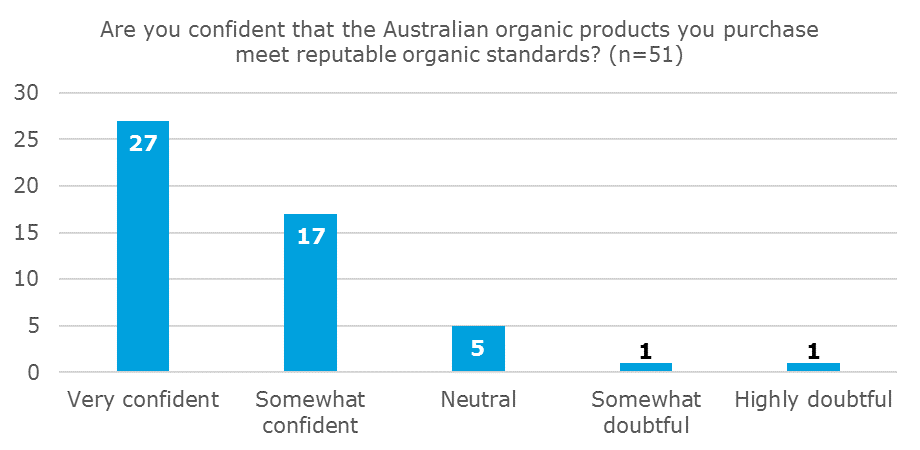 Are you confident that the Australian organic products you purchase
meet reputable organic standards? (n=51)
30
25
20
15
10
5
0
27
17
5
1
1
Very confident
Somewhat
confident
Neutral
Somewhat
doubtful
Highly doubtful